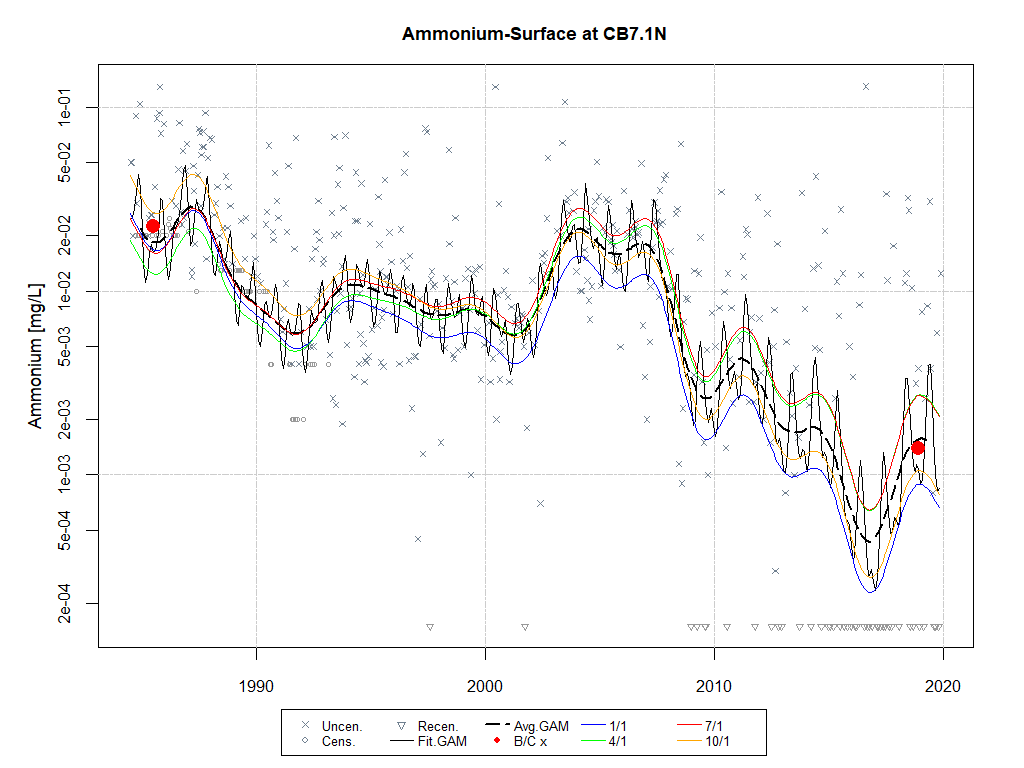 Ammonium-Surface at CB7.1N
Ammonium [mg/L]
1e-01
5e-02
2e-02
1e-02
5e-03
2e-03
1e-03
5e-04
2e-04
1990 2000 2010 2020
Uncen. Recen. Avg.GAM 1/1 7/1
Cens. Fit.GAM B/C x 4/1 10/1